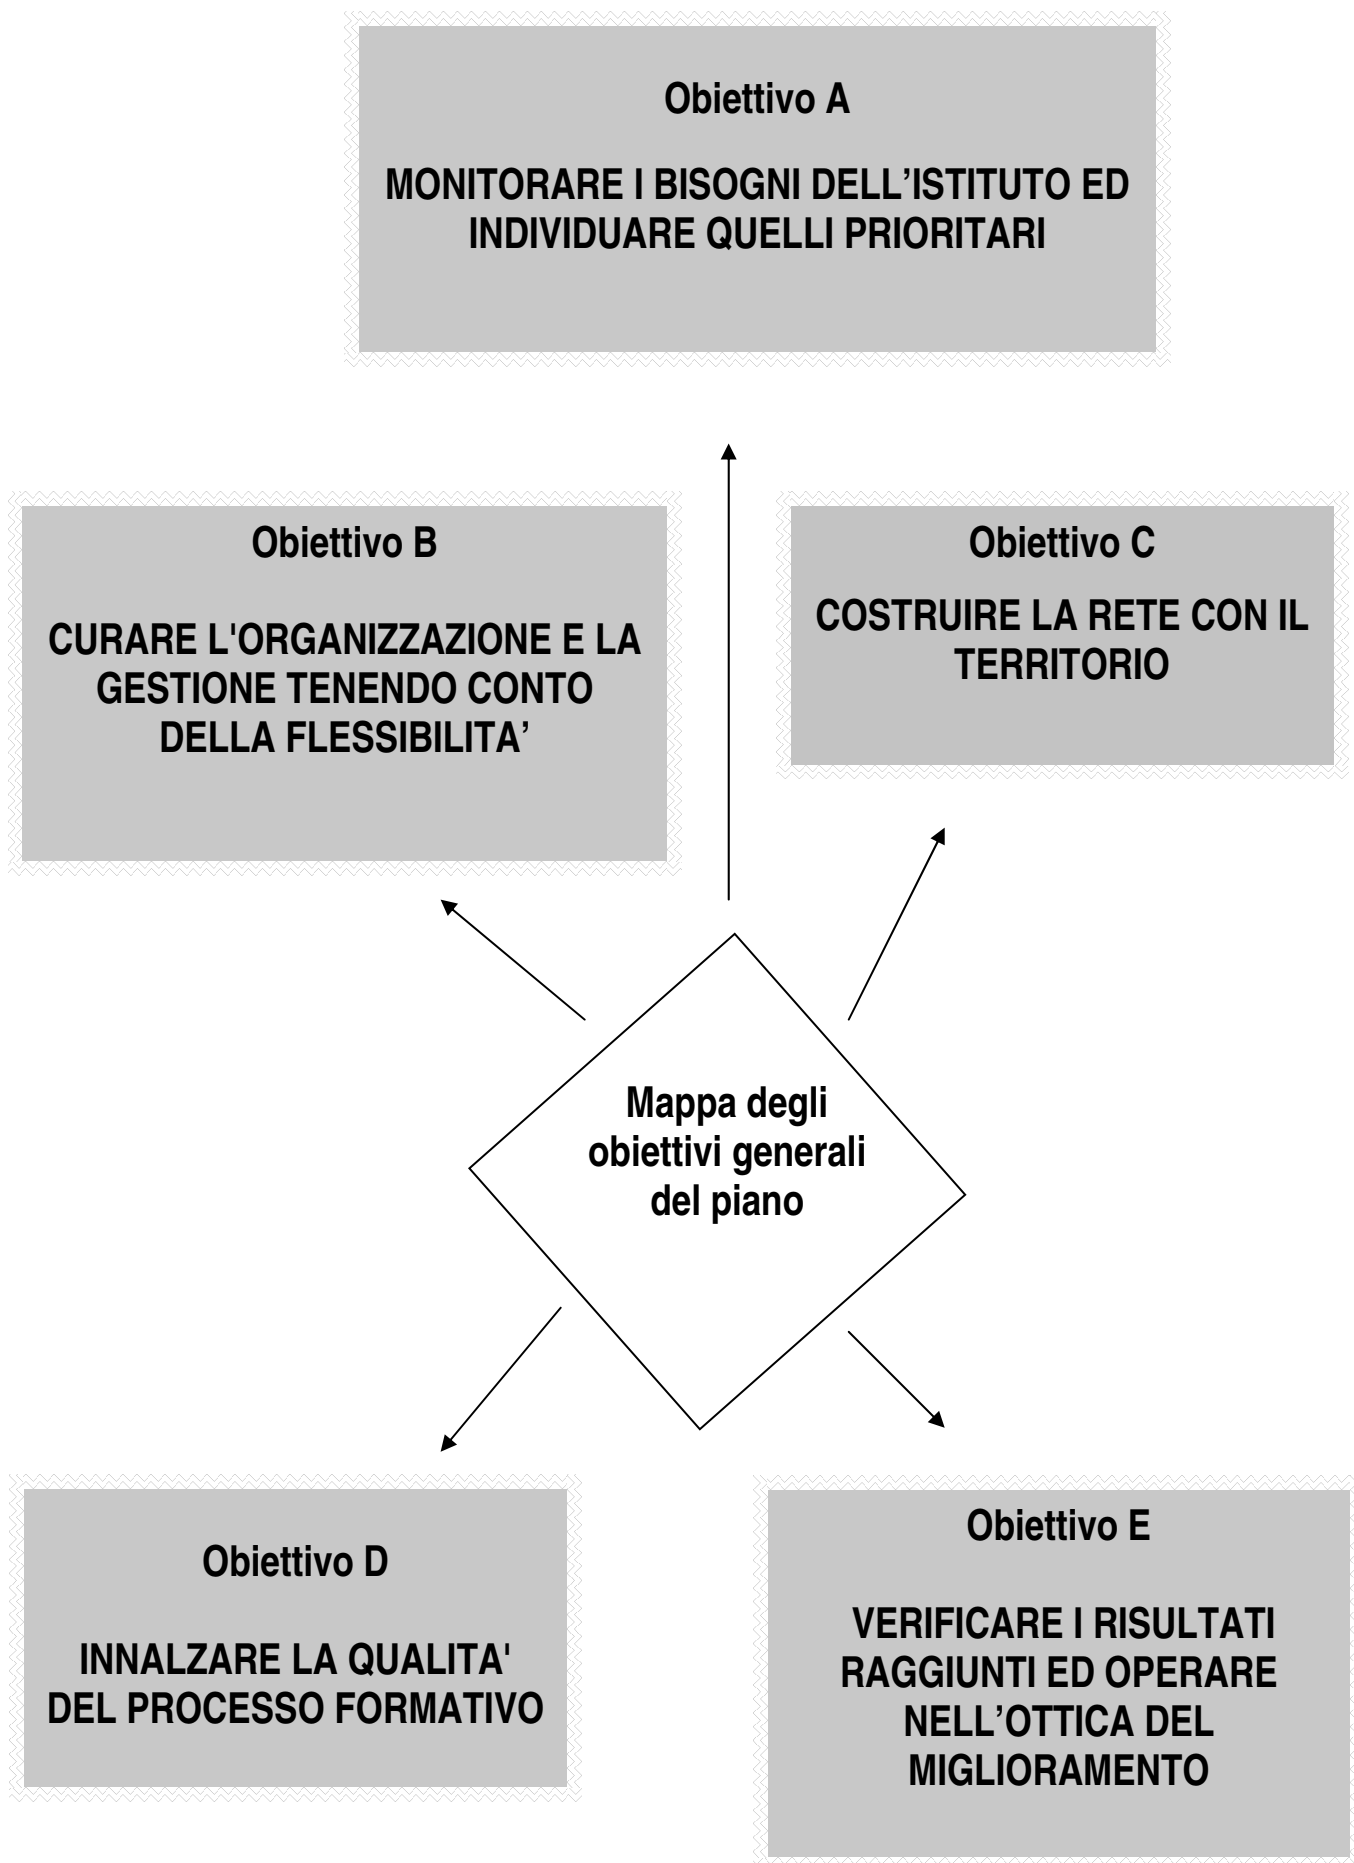 Obiettivo A
MONITORARE I BISOGNI DELL’ISTITUTO ED
INDIVIDUARE QUELLI PRIORITARI
Obiettivo B
CURARE L'ORGANIZZAZIONE E LA
GESTIONE TENENDO CONTO
DELLA FLESSIBILITA’
Obiettivo C
COSTRUIRE LA RETE CON IL
TERRITORIO
Mappa degli
obiettivi generali
del piano
Obiettivo D
INNALZARE LA QUALITA'
DEL PROCESSO FORMATIVO
Obiettivo E
VERIFICARE I RISULTATI
RAGGIUNTI ED OPERARE
NELL’OTTICA DEL
MIGLIORAMENTO